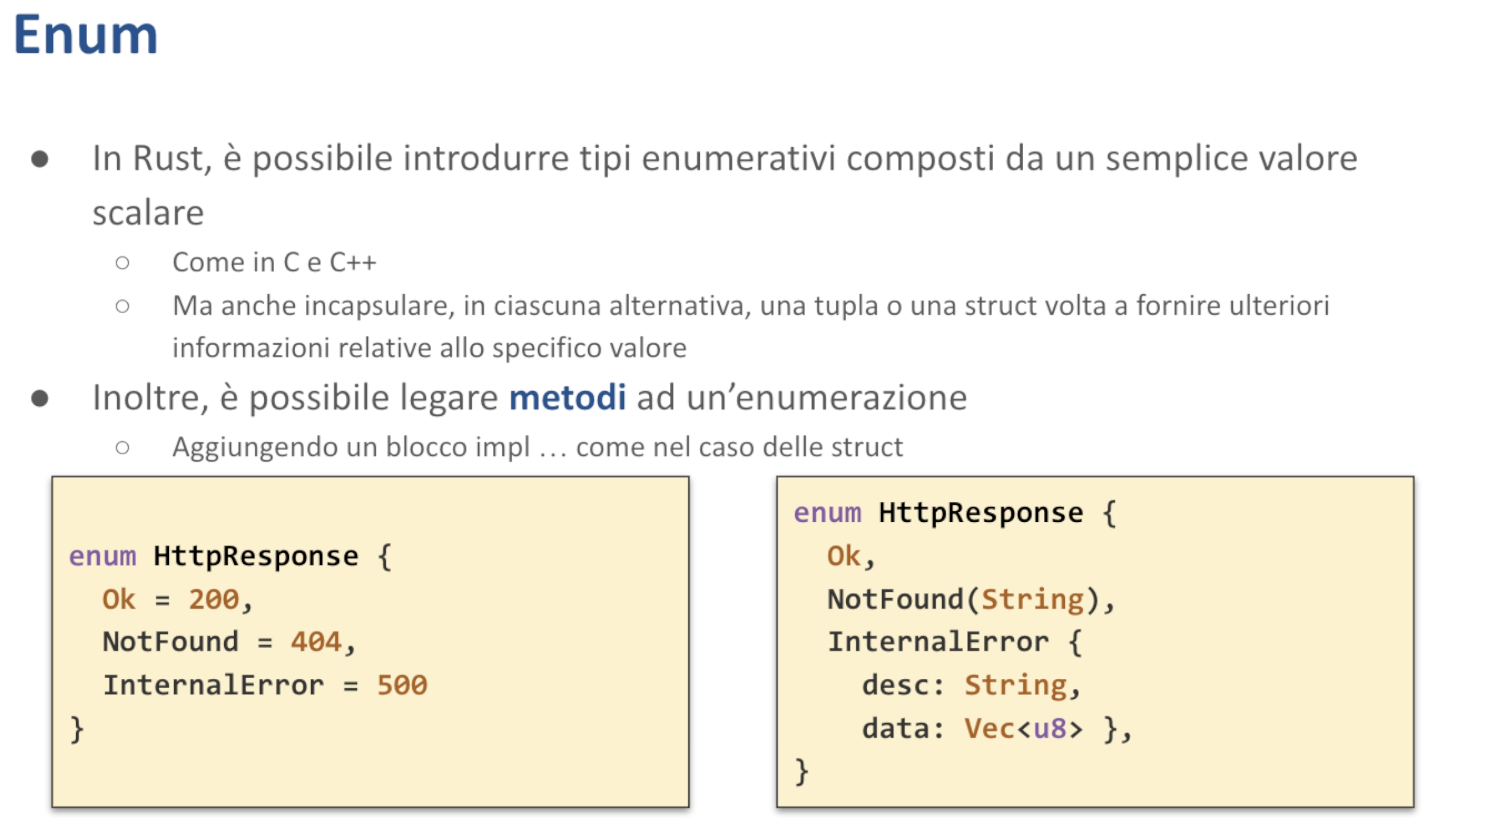 Enum
● In Rust, è possibile introdurre tipi enumerativi composti da un semplice valore
scalare
○ Come in C e C++
○ Ma anche incapsulare, in ciascuna alternativa, una tupla o una struct volta a fornire ulteriori
informazioni relative allo specifico valore
● Inoltre, è possibile legare metodi ad un’enumerazione
○ Aggiungendo un blocco impl … come nel caso delle struct
enum HttpResponse {
  Ok = 200,
  NotFound = 404,
  InternalError = 500
}
enum HttpResponse {
  Ok,
  NotFound(String),
  InternalError {
    desc: String,
    data: Vec<u8> },
}